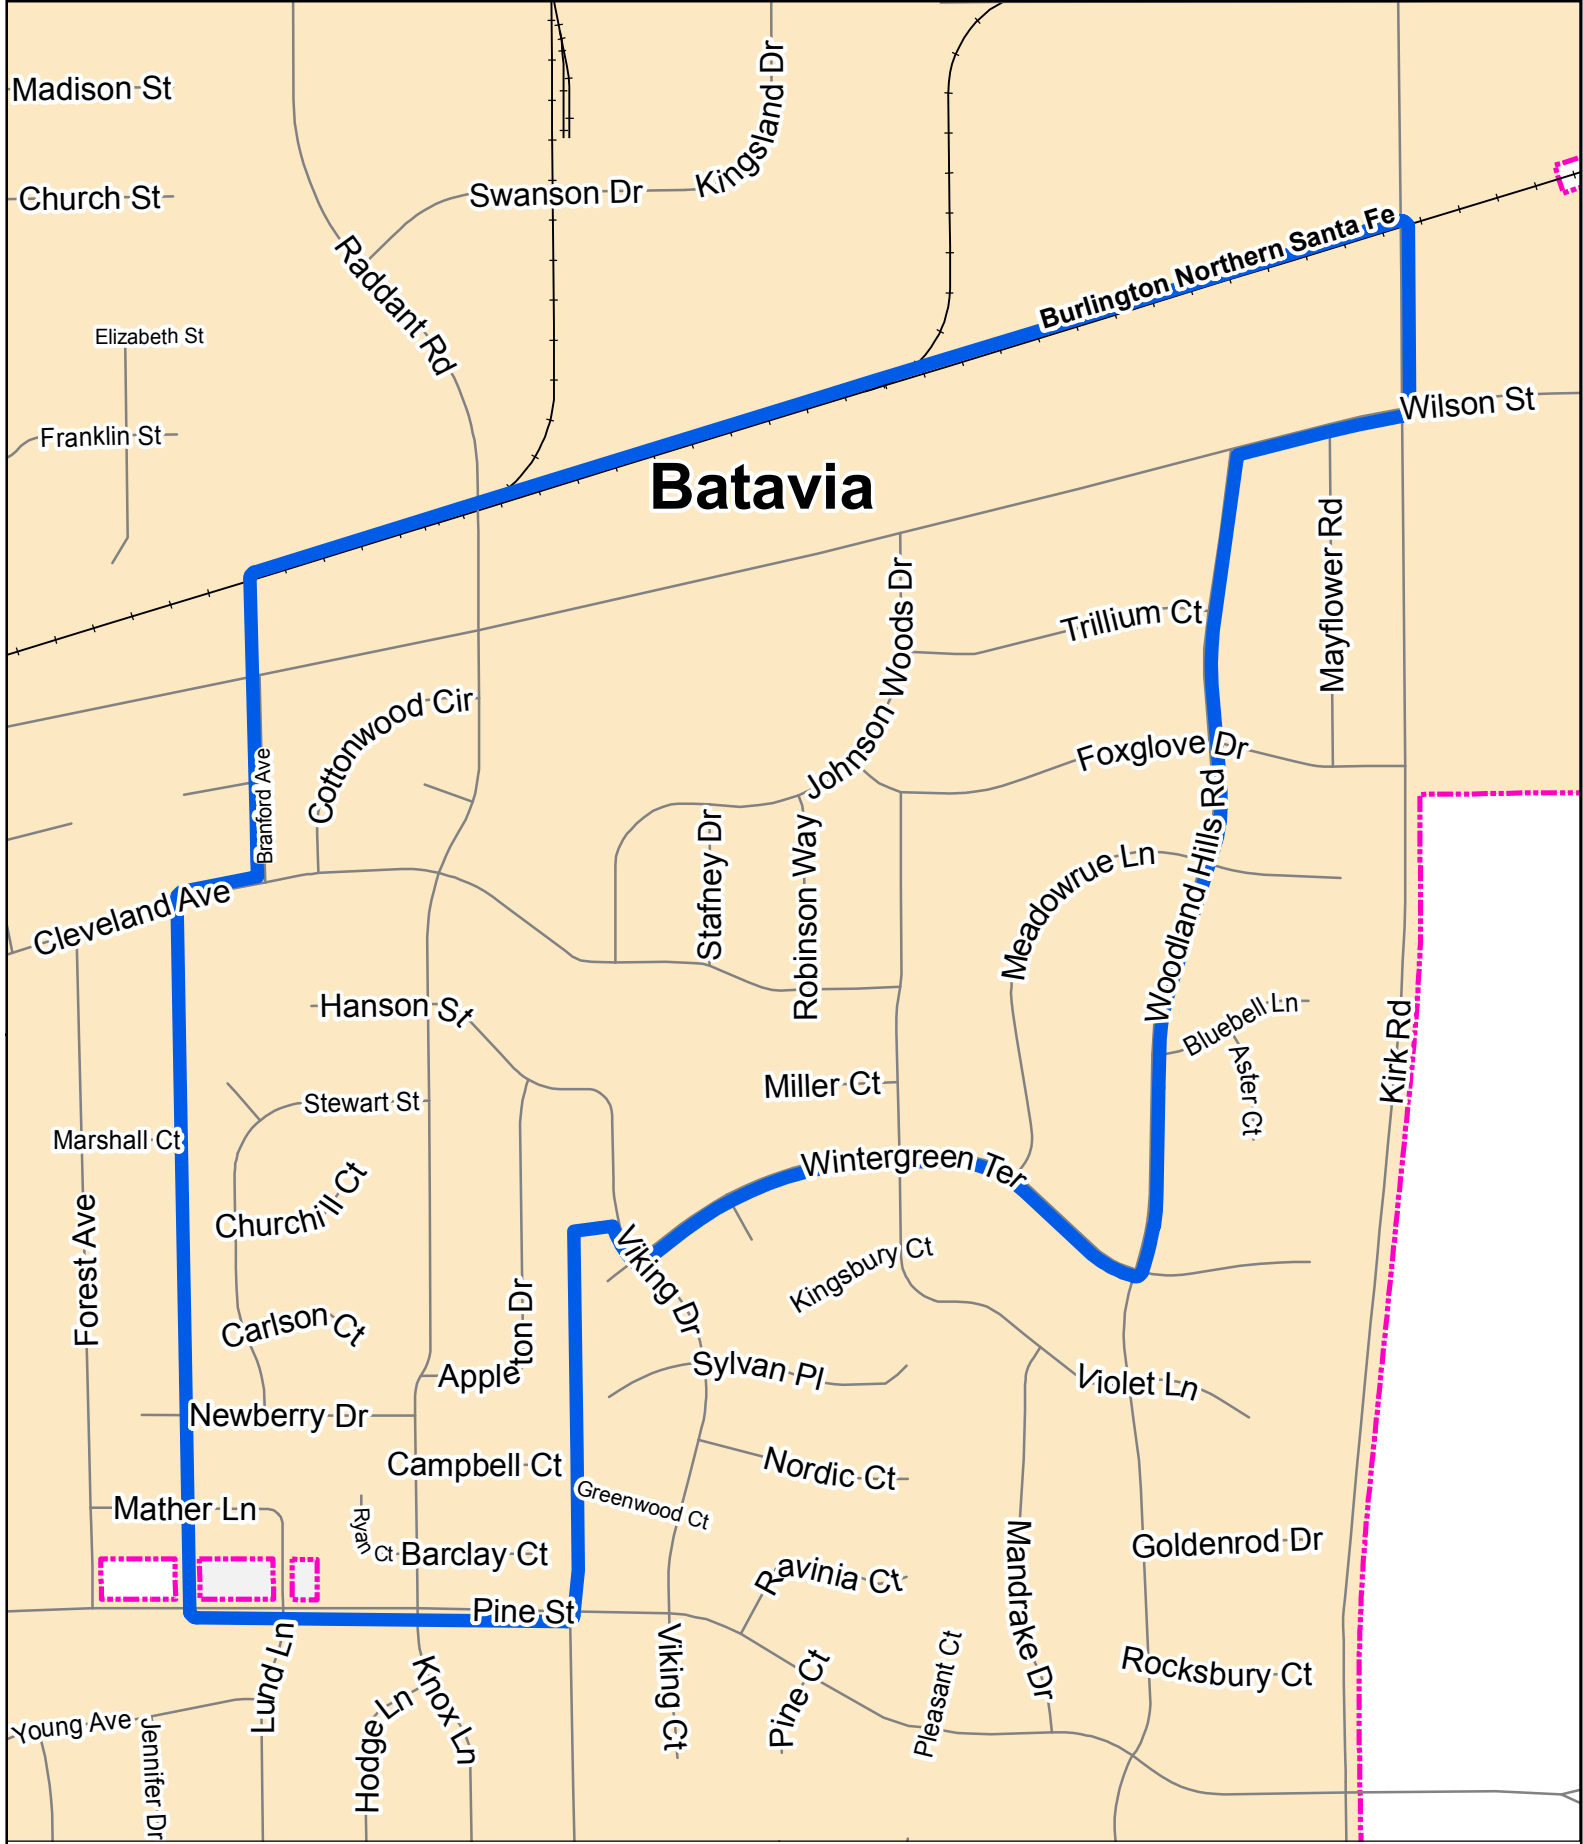 Madison St
Kingsland Dr
Church St
Swanson Dr
Raddant Rd
Burlington Northern Santa Fe
Elizabeth St
Wilson St
Franklin St
Batavia
Mayflower Rd
Johnson Woods Dr
Trillium Ct
Cottonwood Cir
Foxglove Dr
Branford Ave
Stafney Dr
Robinson Way
Woodland Hills Rd
Meadowrue Ln
Cleveland Ave
Hanson St
Bluebell Ln
Kirk Rd
Aster Ct
Miller Ct
Stewart St
Marshall Ct
Wintergreen Ter
Churchill Ct
Forest Ave
Viking Dr
Kingsbury Ct
Carlson Ct
Appleton Dr
Sylvan Pl
Violet Ln
Newberry Dr
Campbell Ct
Nordic Ct
Greenwood Ct
Mather Ln
Ryan Ct
Barclay Ct
Goldenrod Dr
Mandrake Dr
Ravinia Ct
Pine St
Lund Ln
Viking Ct
Knox Ln
Pine Ct
Pleasant Ct
Rocksbury Ct
Hodge Ln
Young Ave
Jennifer Dr